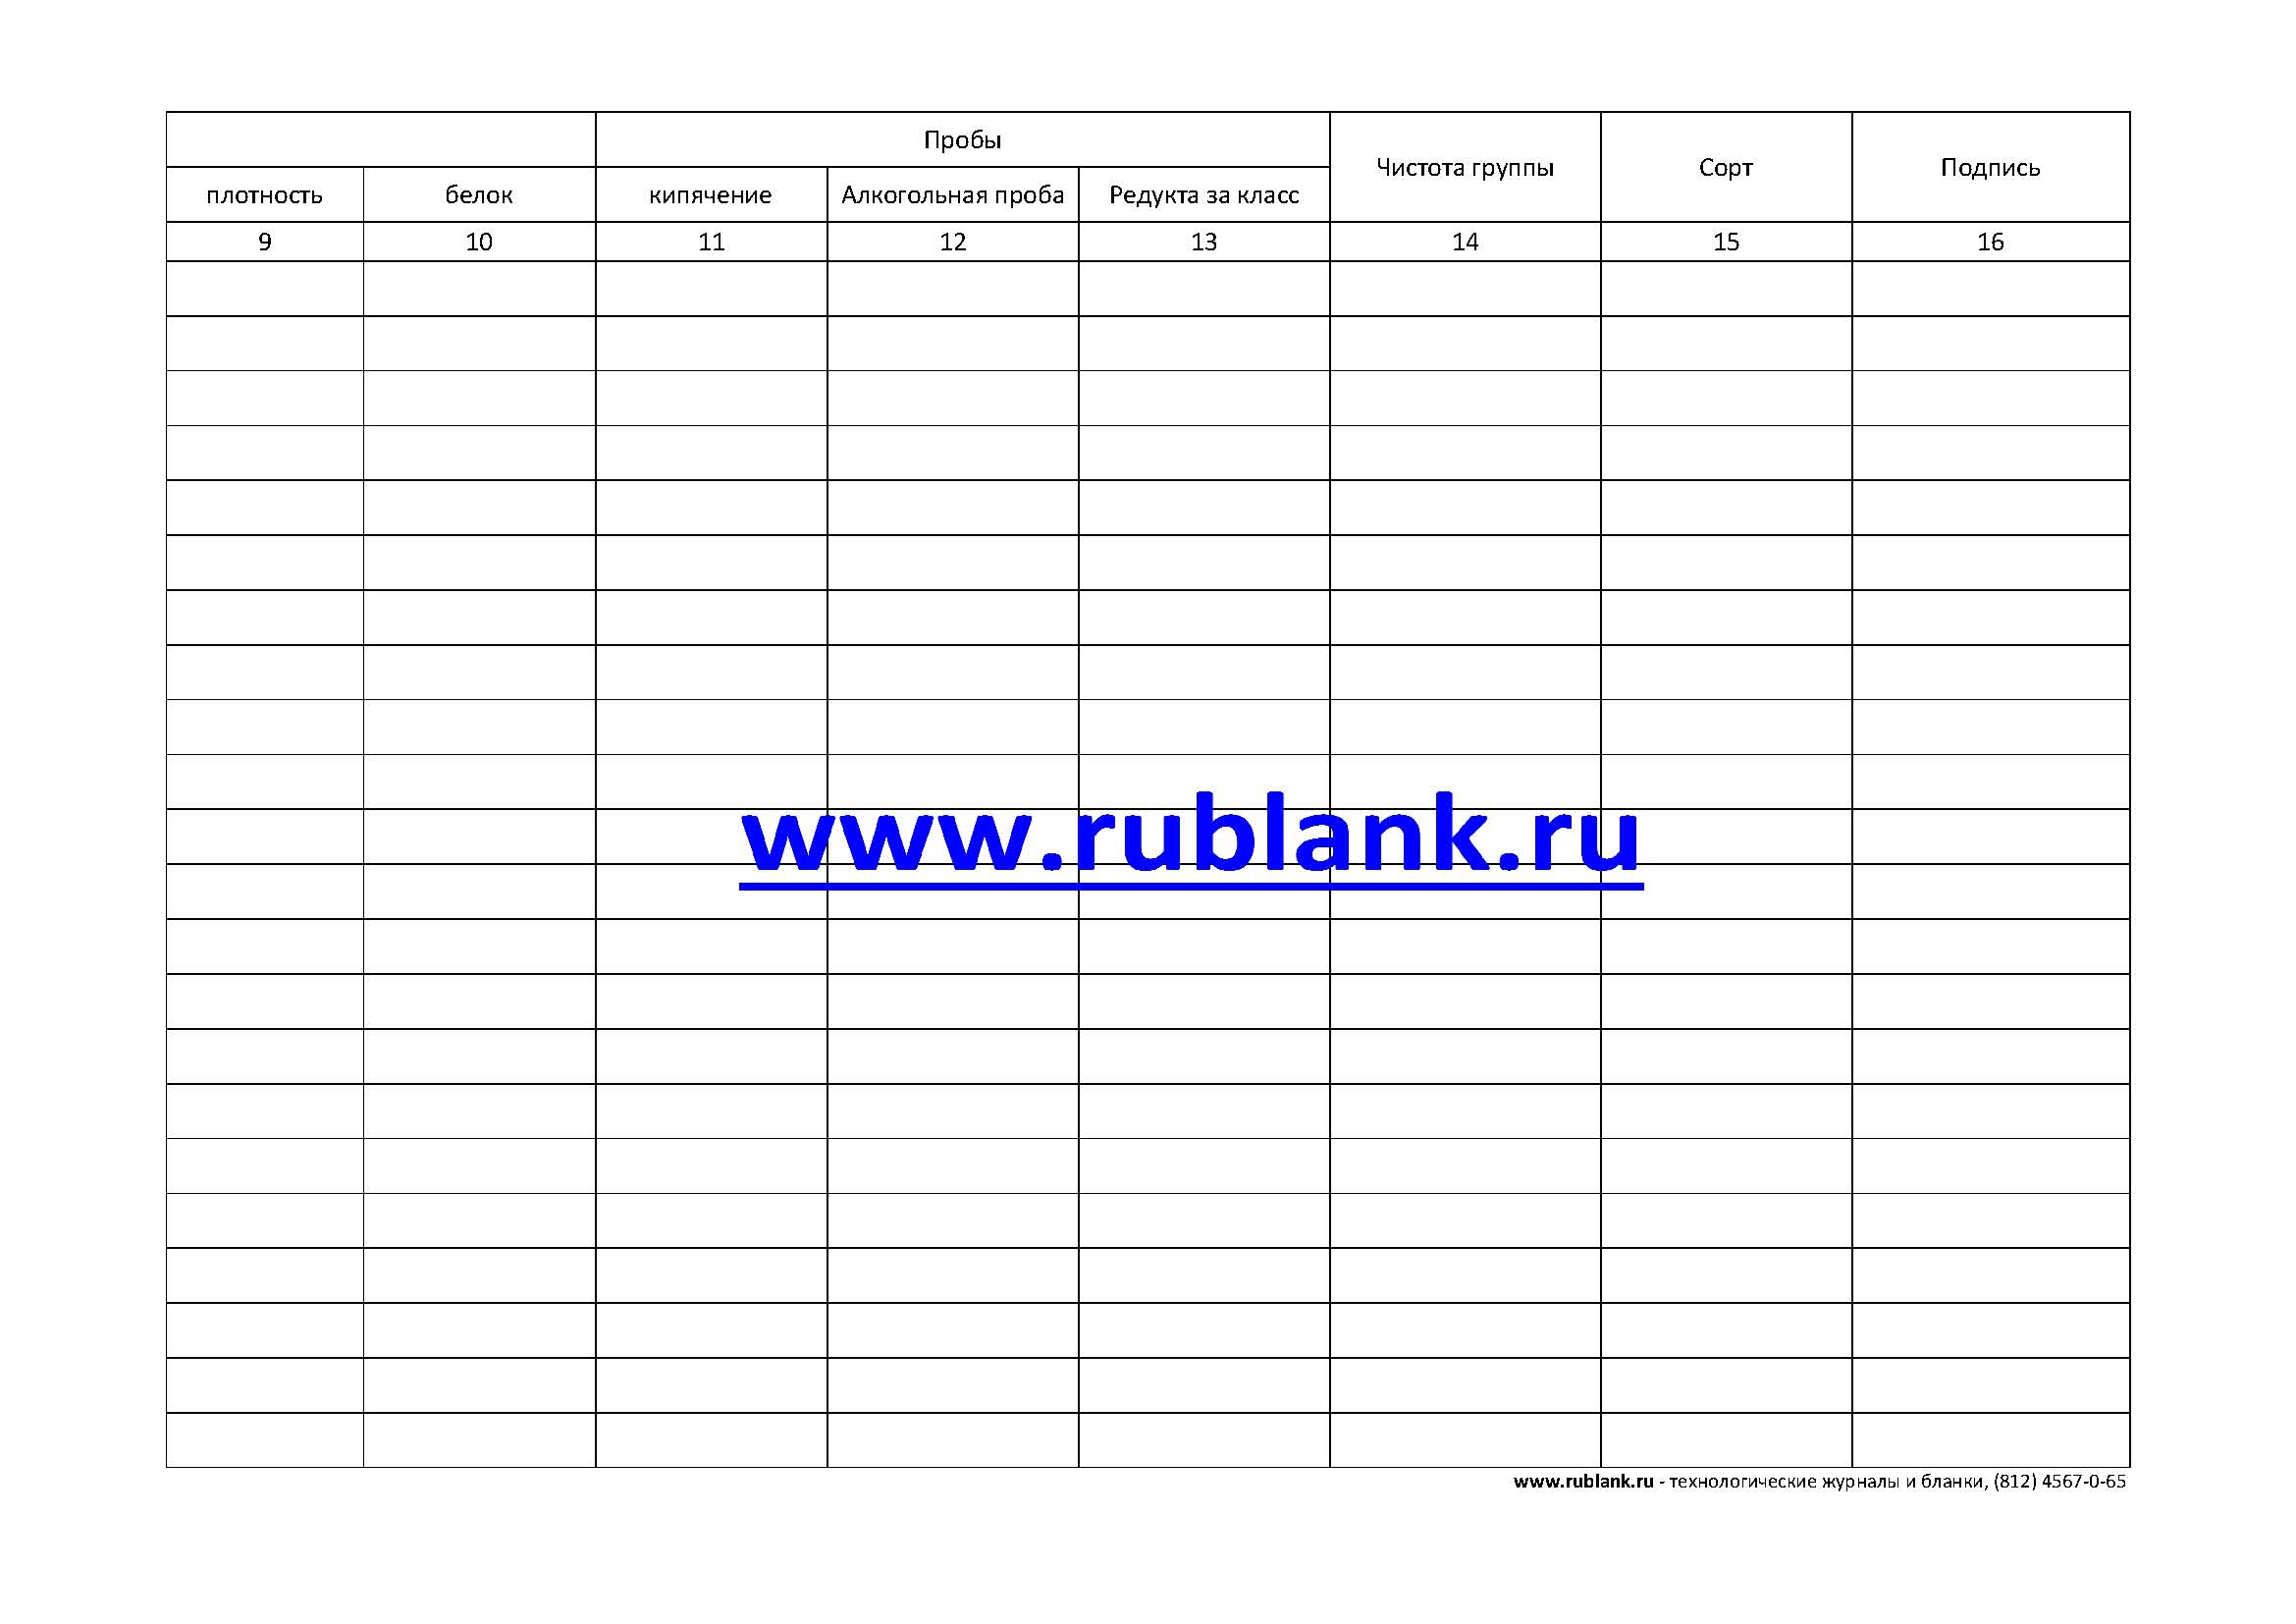 Пробы
Чистота группы
Сорт
Подпись
плотность
белок
кипячение
Алкогольная проба
Редукта за класс
9
10
11
12
13
14
15
16
www.rublank.ru
www.rublank.ru - технологические журналы и бланки, (812) 4567-0-65